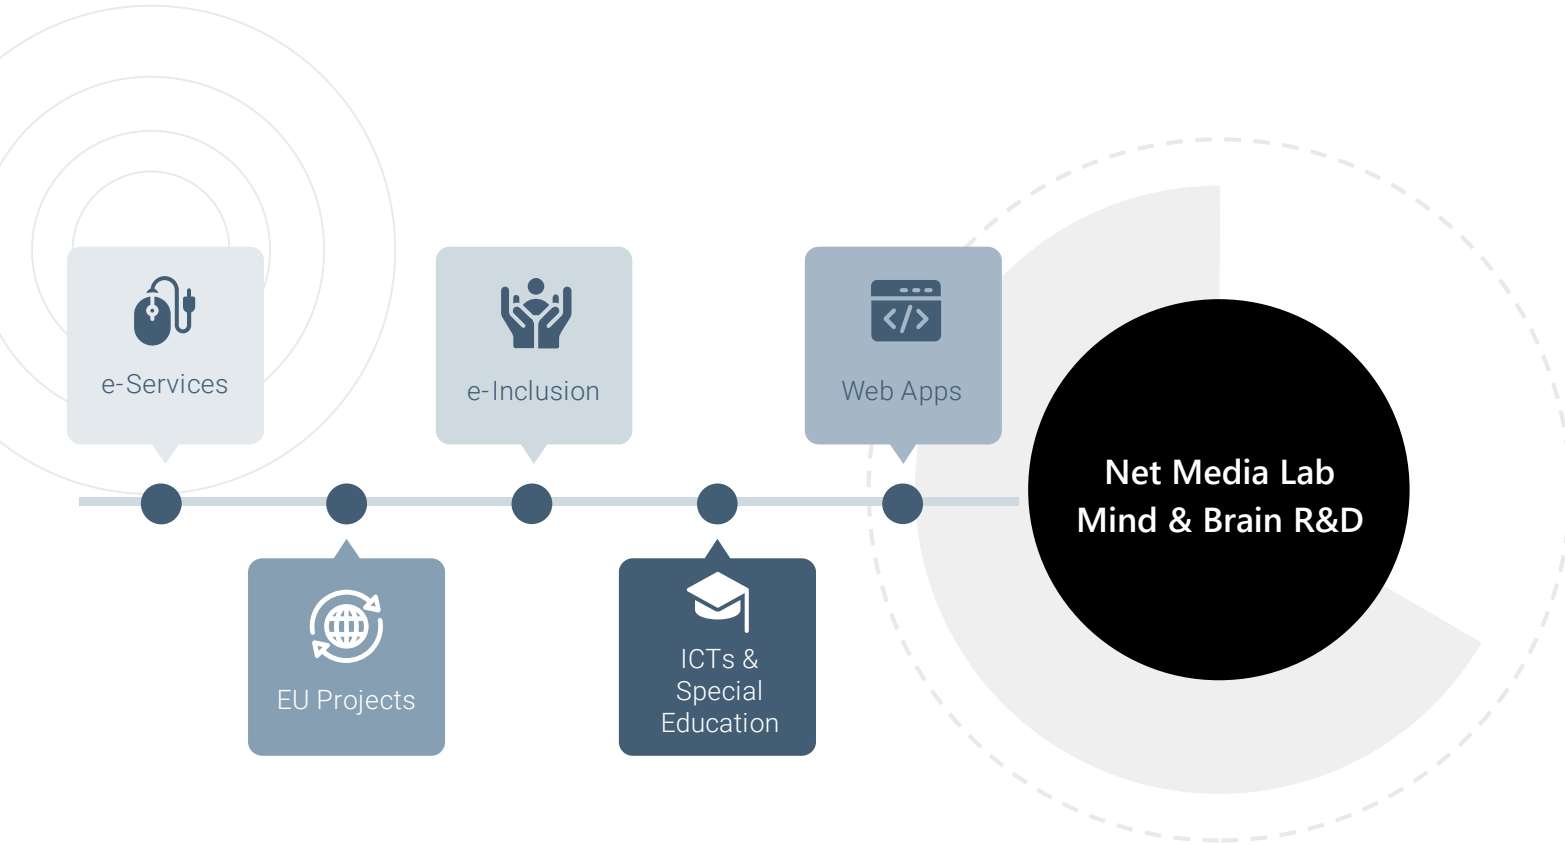 e-Services
e-Inclusion
Web Apps
Net Media Lab
Mind & Brain R&D
EU Projects
ICTs &
Special
Education